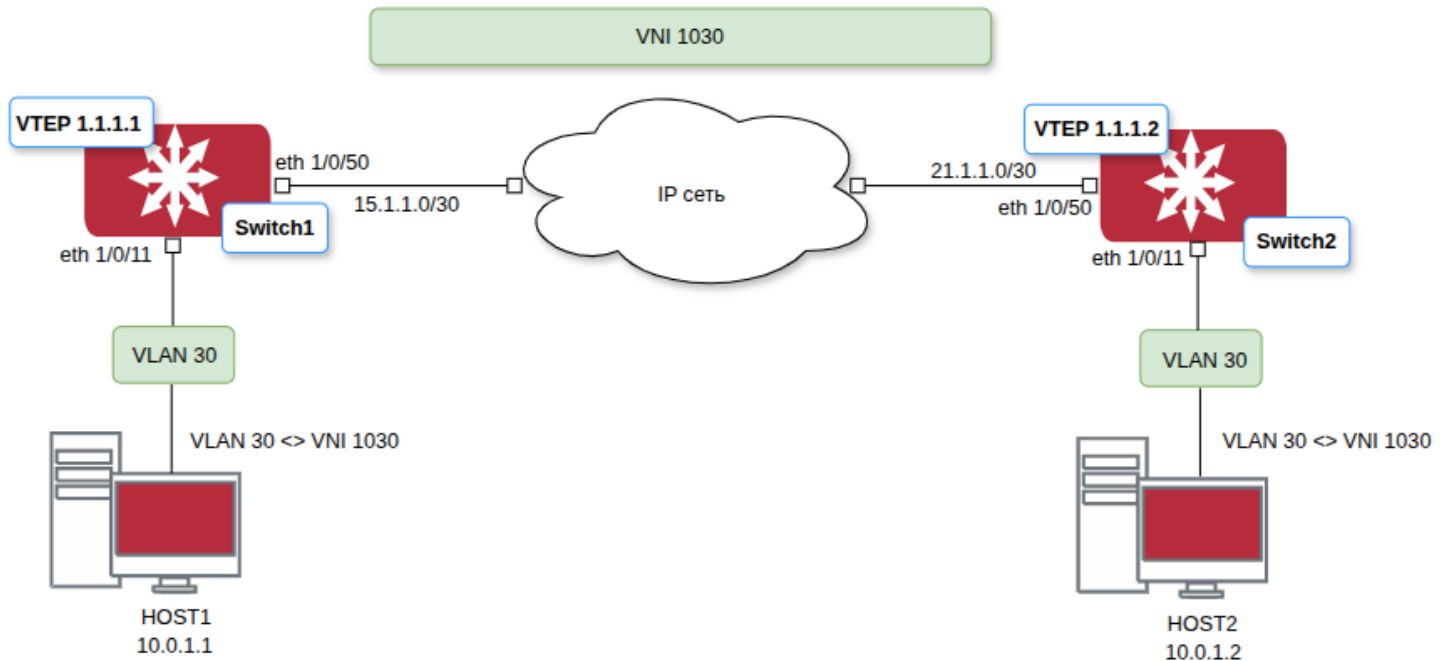 VNI 1030
VTEP 1.1.1.1
VTEP 1.1.1.2
eth 1/0/50
15.1.1.0/30
IP сеть
21.1.1.0/30
eth 1/0/50
Switch1
Switch2
eth 1/0/11
eth 1/0/11
VLAN 30
VLAN 30
VLAN 30 <> VNI 1030
VLAN 30 <> VNI 1030
HOST1
10.0.1.1
HOST2
10.0.1.2